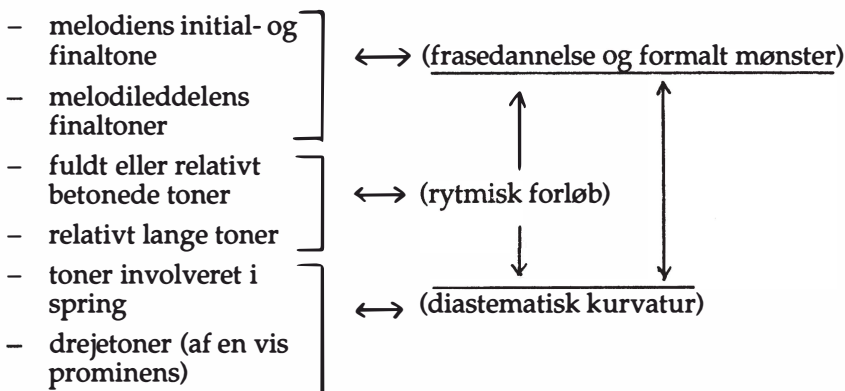 – melodiens initial- og
finaltone
(frasedannelse og formalt mønster)
– melodileddelens
finaltoner
– fuldt eller relativt
betonede toner
(rytmisk forløb)
– relativt lange toner
– toner involveret i
spring
(diastematisk kurvatur)
– drejetoner (af en vis
prominens)